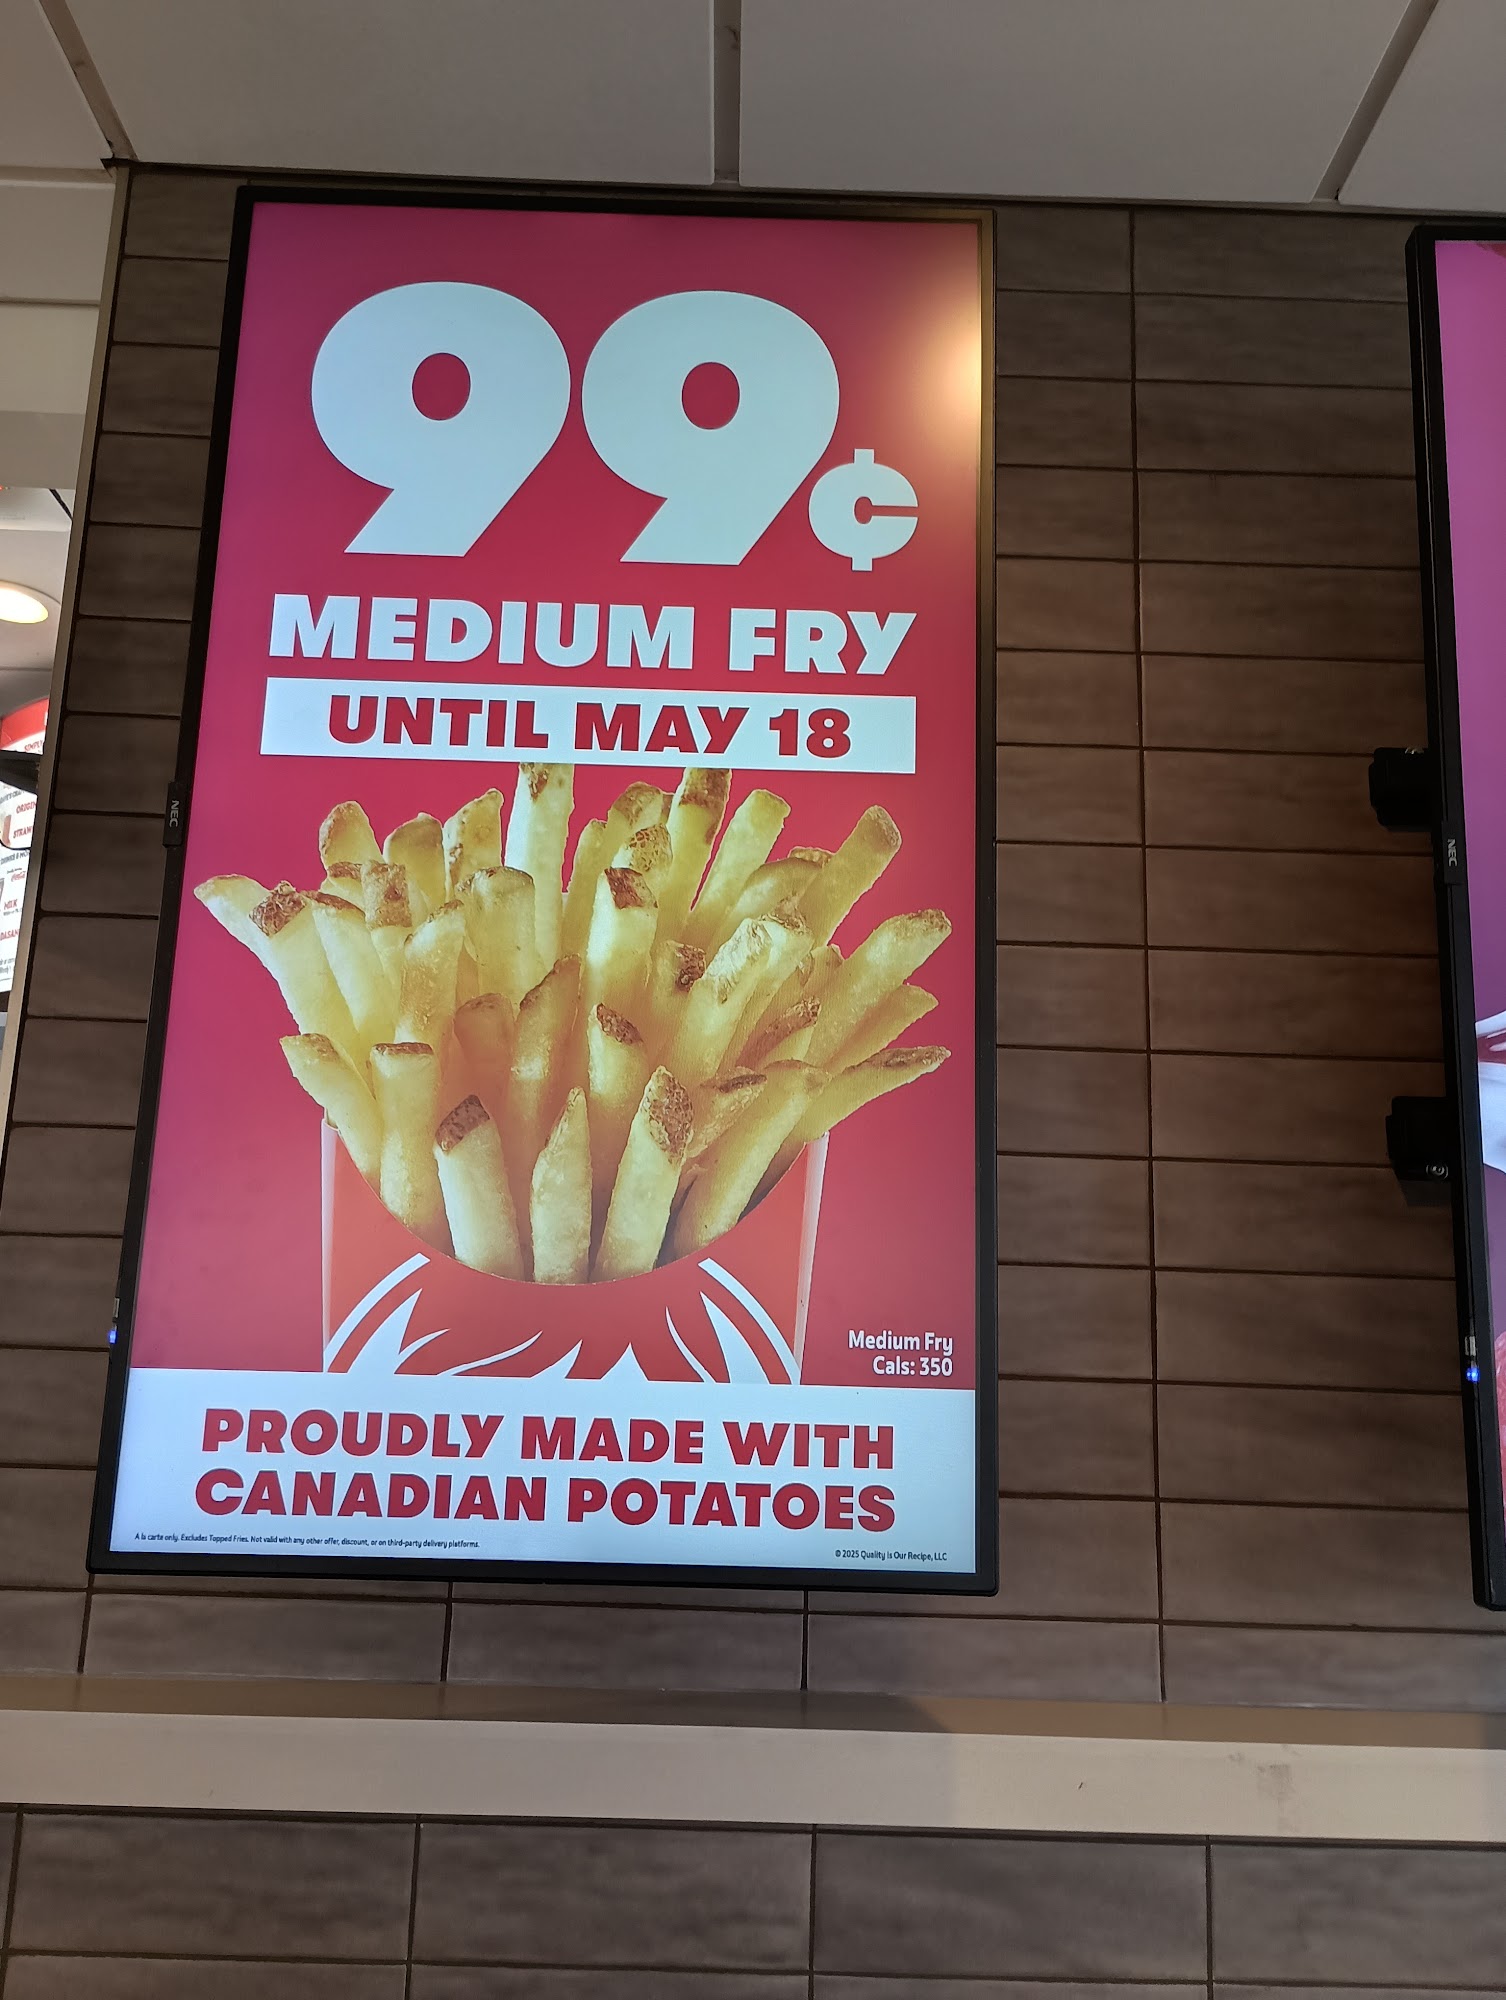 99¢
MEDIUM FRY
UNTIL MAY 18
Medium Fry
Cals: 350
PROUDLY MADE WITH
CANADIAN POTATOES
A la carte only. Excludes Topped Fries. Not valid with any other offer, discount, or on third-party delivery platforms.
© 2025 Quality Is Our Recipe, LLC
NEC
NEC